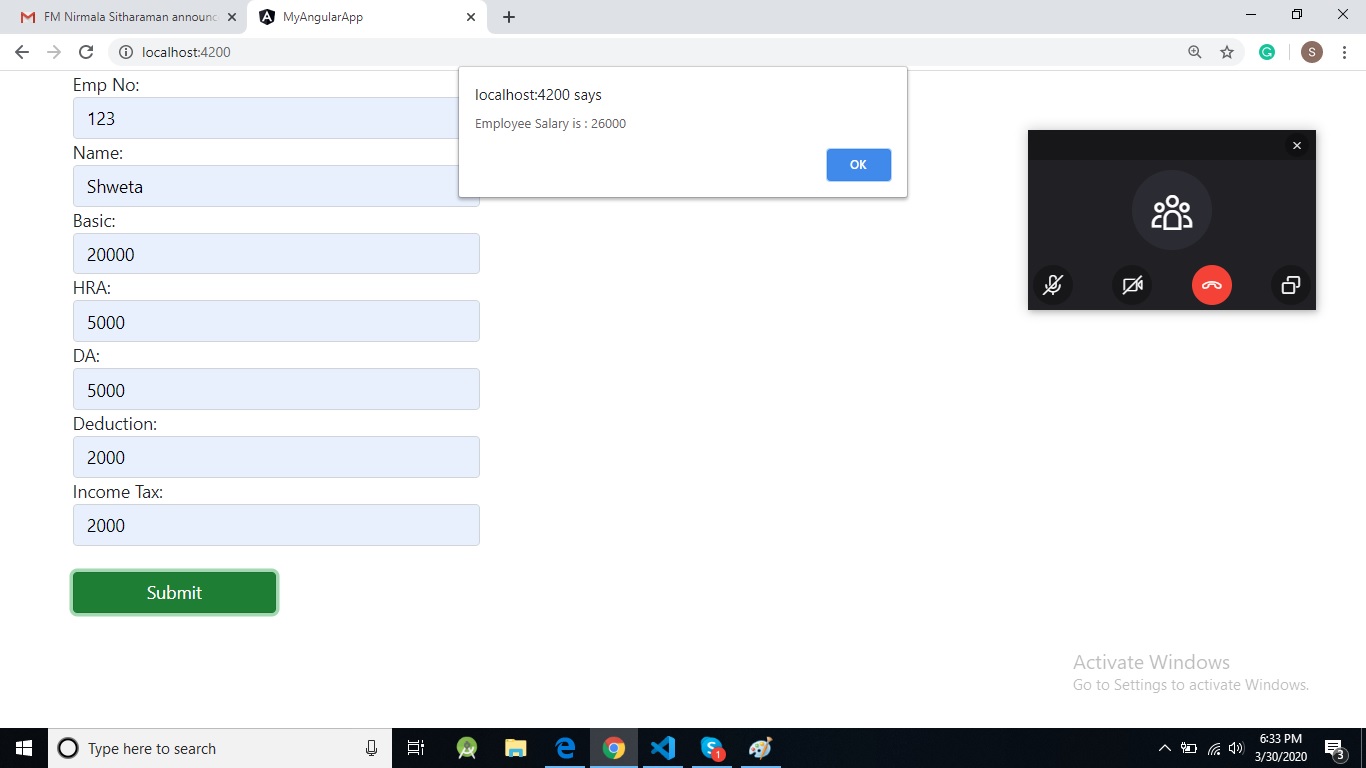 FM Nirmala Sitharaman announc
MyAngularApp
localhost:4200
S
localhost:4200 says
Employee Salary is : 26000
OK
Emp No:
123
Name:
Shweta
Basic:
20000
HRA:
5000
DA:
5000
Deduction:
2000
Income Tax:
2000
Submit
Activate Windows
Go to Settings to activate Windows.
Type here to search
1
6:33 PM
3/30/2020
3